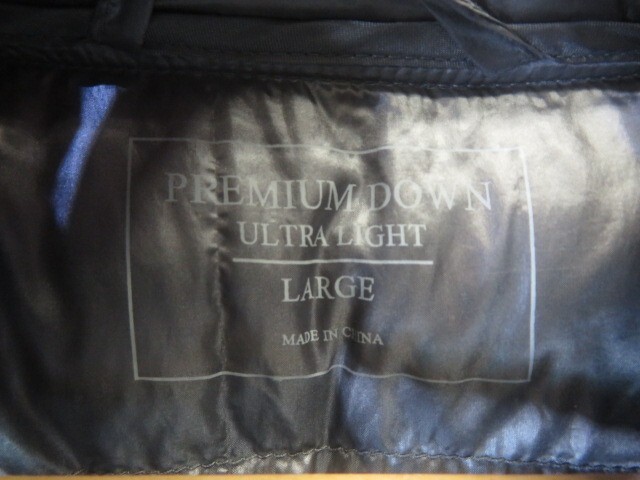 PREMIUM DOWN
ULTRA LIGHT
LARGE
MADE IN CHINA